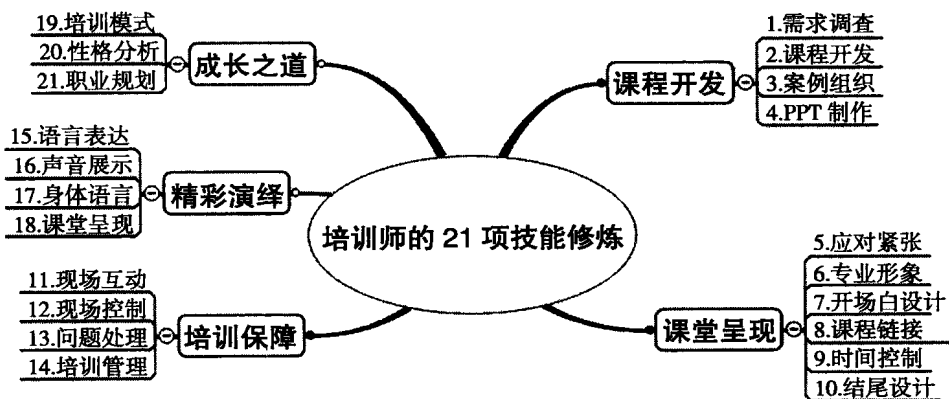 培训师的 21 项技能修炼
课程开发
1.需求调查
2.课程开发
3.案例组织
4.PPT 制作
课堂呈现
5.应对紧张
6.专业形象
7.开场白设计
8.课程链接
9.时间控制
10.结尾设计
培训保障
11.现场互动
12.现场控制
13.问题处理
14.培训管理
精彩演绎
15.语言表达
16.声音展示
17.身体语言
18.课堂呈现
成长之道
19.培训模式
20.性格分析
21.职业规划